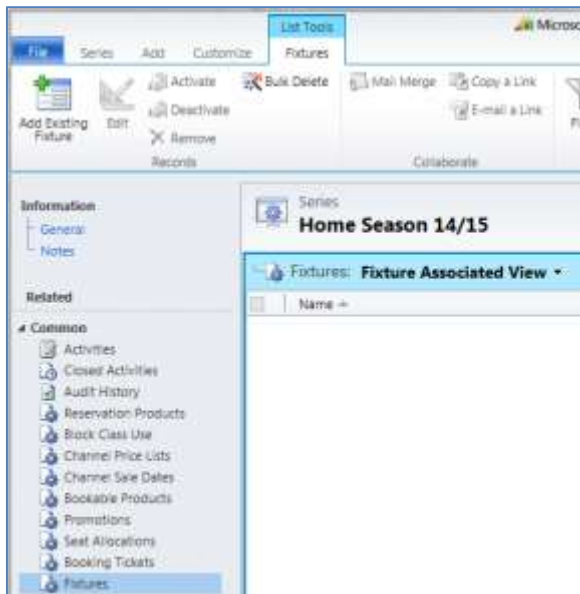 List Tools
Microso
File Series Add Customize Fixtures
Activate Bulk Delete Mail Merge Copy a Link
Deactivate E-mail a Link
Add Existing Fixture Edit
Remove
Records Collaborate
Information
General
Notes
Related
Common
Activities
Closed Activities
Audit History
Reservation Products
Block Class Use
Channel Price Lists
Channel Sale Dates
Bookable Products
Promotions
Seat Allocations
Booking Tickets
Fixtures
Series
Home Season 14/15
Fixtures: Fixture Associated View
Name